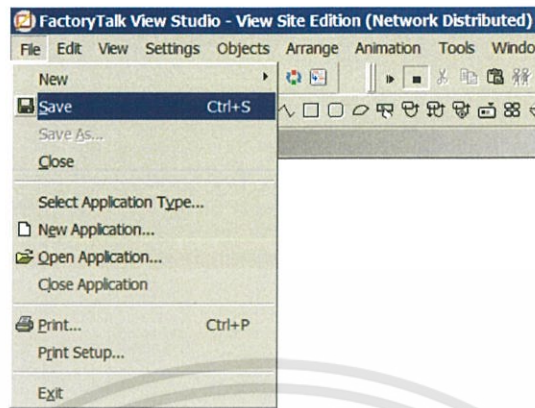 FactoryTalk View Studio - View Site Edition (Network Distributed)
File Edit View Settings Objects Arrange Animation Tools Windo
New
Save Ctrl+S
Save As...
Close
Select Application Type...
New Application...
Open Application...
Close Application
Print... Ctrl+P
Print Setup...
Exit